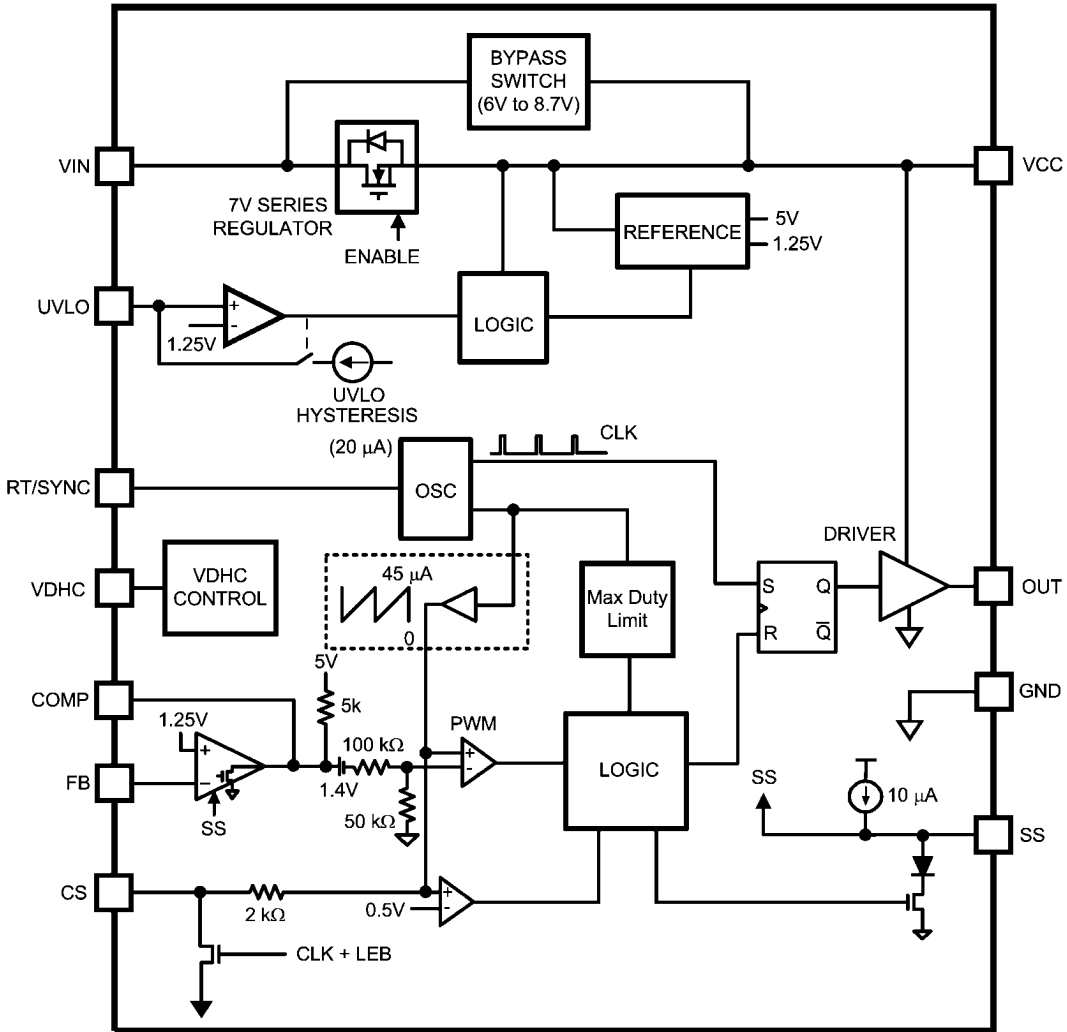 BYPASS
SWITCH
(6V to 8.7V)
VIN
VCC
7V SERIES
REGULATOR
ENABLE
REFERENCE
5V
1.25V
UVLO
+
-
1.25V
LOGIC
UVLO
HYSTERESIS
(20 μA)
CLK
RT/SYNC
OSC
DRIVER
VDHC
VDHC
CONTROL
45 μA
0
Max Duty
Limit
S
Q
R
Q̅
OUT
5V
COMP
5k
GND
1.25V
+
PWM
100 kΩ
+
-
LOGIC
FB
−
1.4V
SS
50 kΩ
SS
10 μA
SS
CS
2 kΩ
0.5V
+
-
CLK + LEB